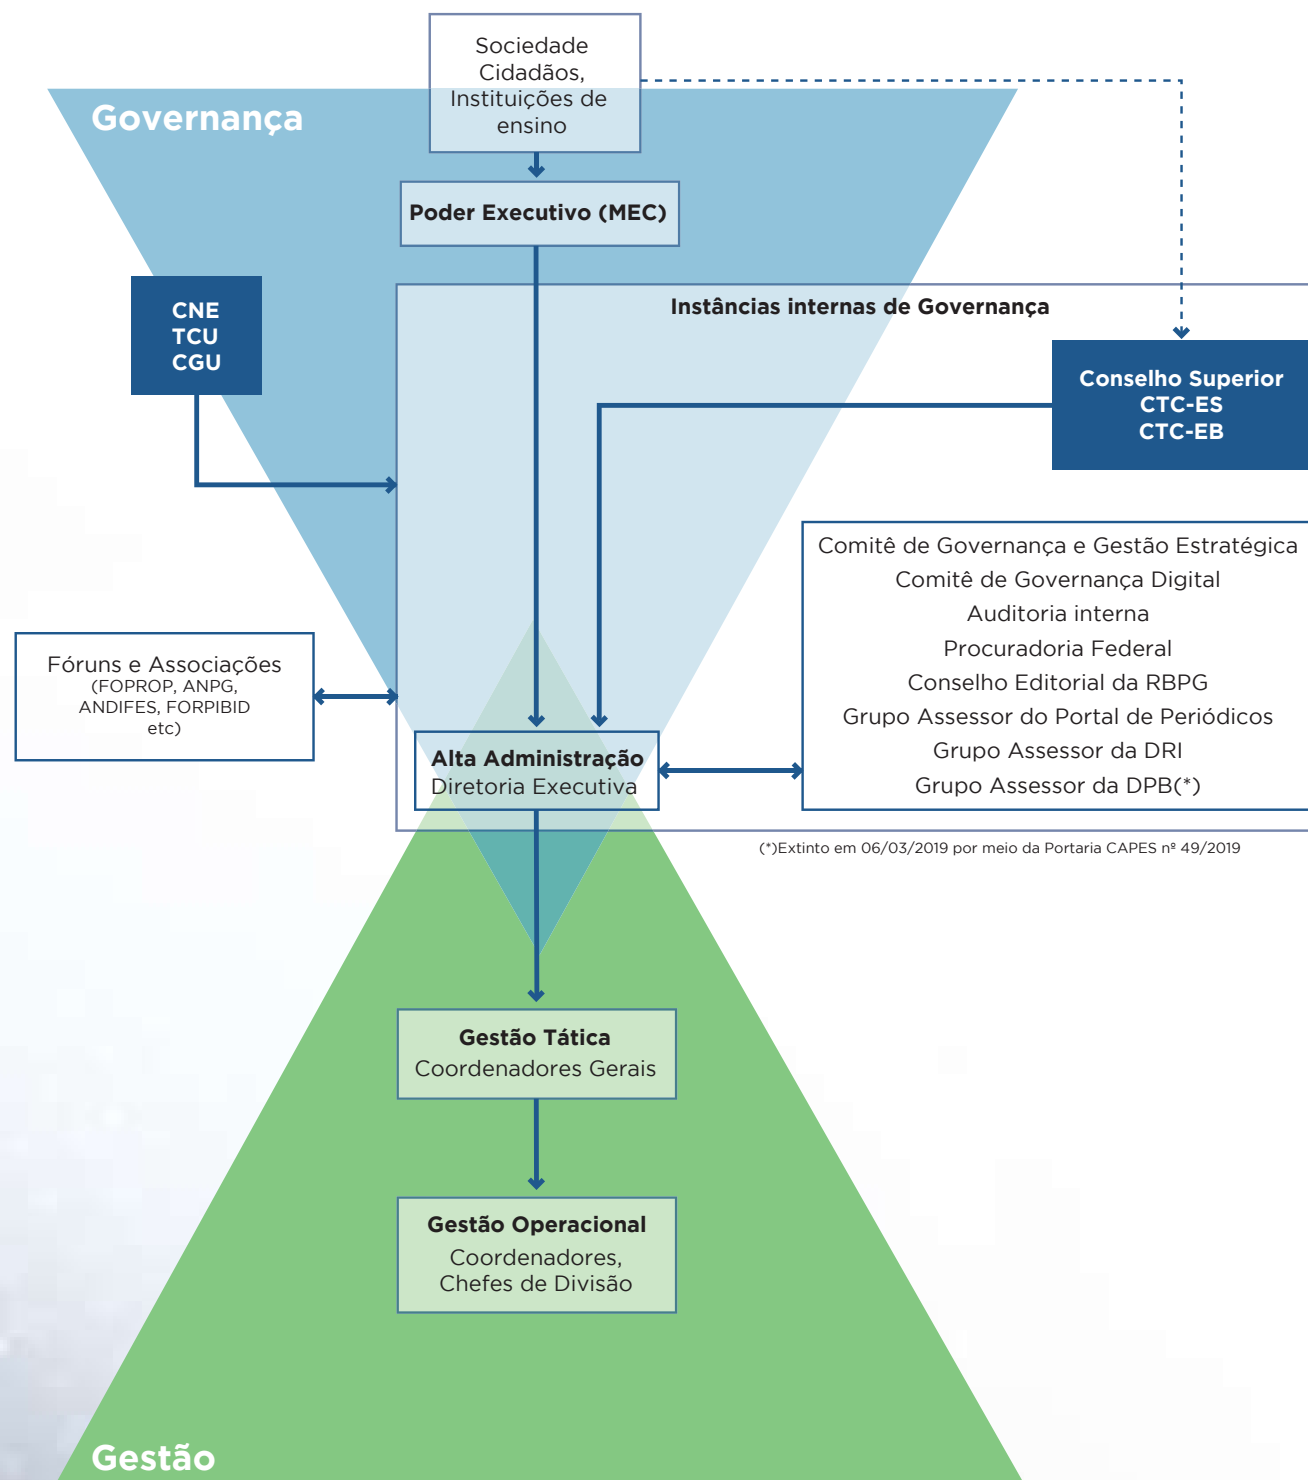 Sociedade
Cidadãos,
Instituições de
ensino
Governança
Poder Executivo (MEC)
CNE
TCU
CGU
Instâncias internas de Governança
Conselho Superior
CTC-ES
CTC-EB
Comitê de Governança e Gestão Estratégica
Comitê de Governança Digital
Auditoria interna
Procuradoria Federal
Conselho Editorial da RBPG
Grupo Assessor do Portal de Periódicos
Grupo Assessor da DRI
Grupo Assessor da DPB(*)
Fóruns e Associações
(FOPROP, ANPG,
ANDIFES, FORPIBID
etc)
Alta Administração
Diretoria Executiva
(*)Extinto em 06/03/2019 por meio da Portaria CAPES nº 49/2019
Gestão Tática
Coordenadores Gerais
Gestão Operacional
Coordenadores,
Chefes de Divisão
Gestão